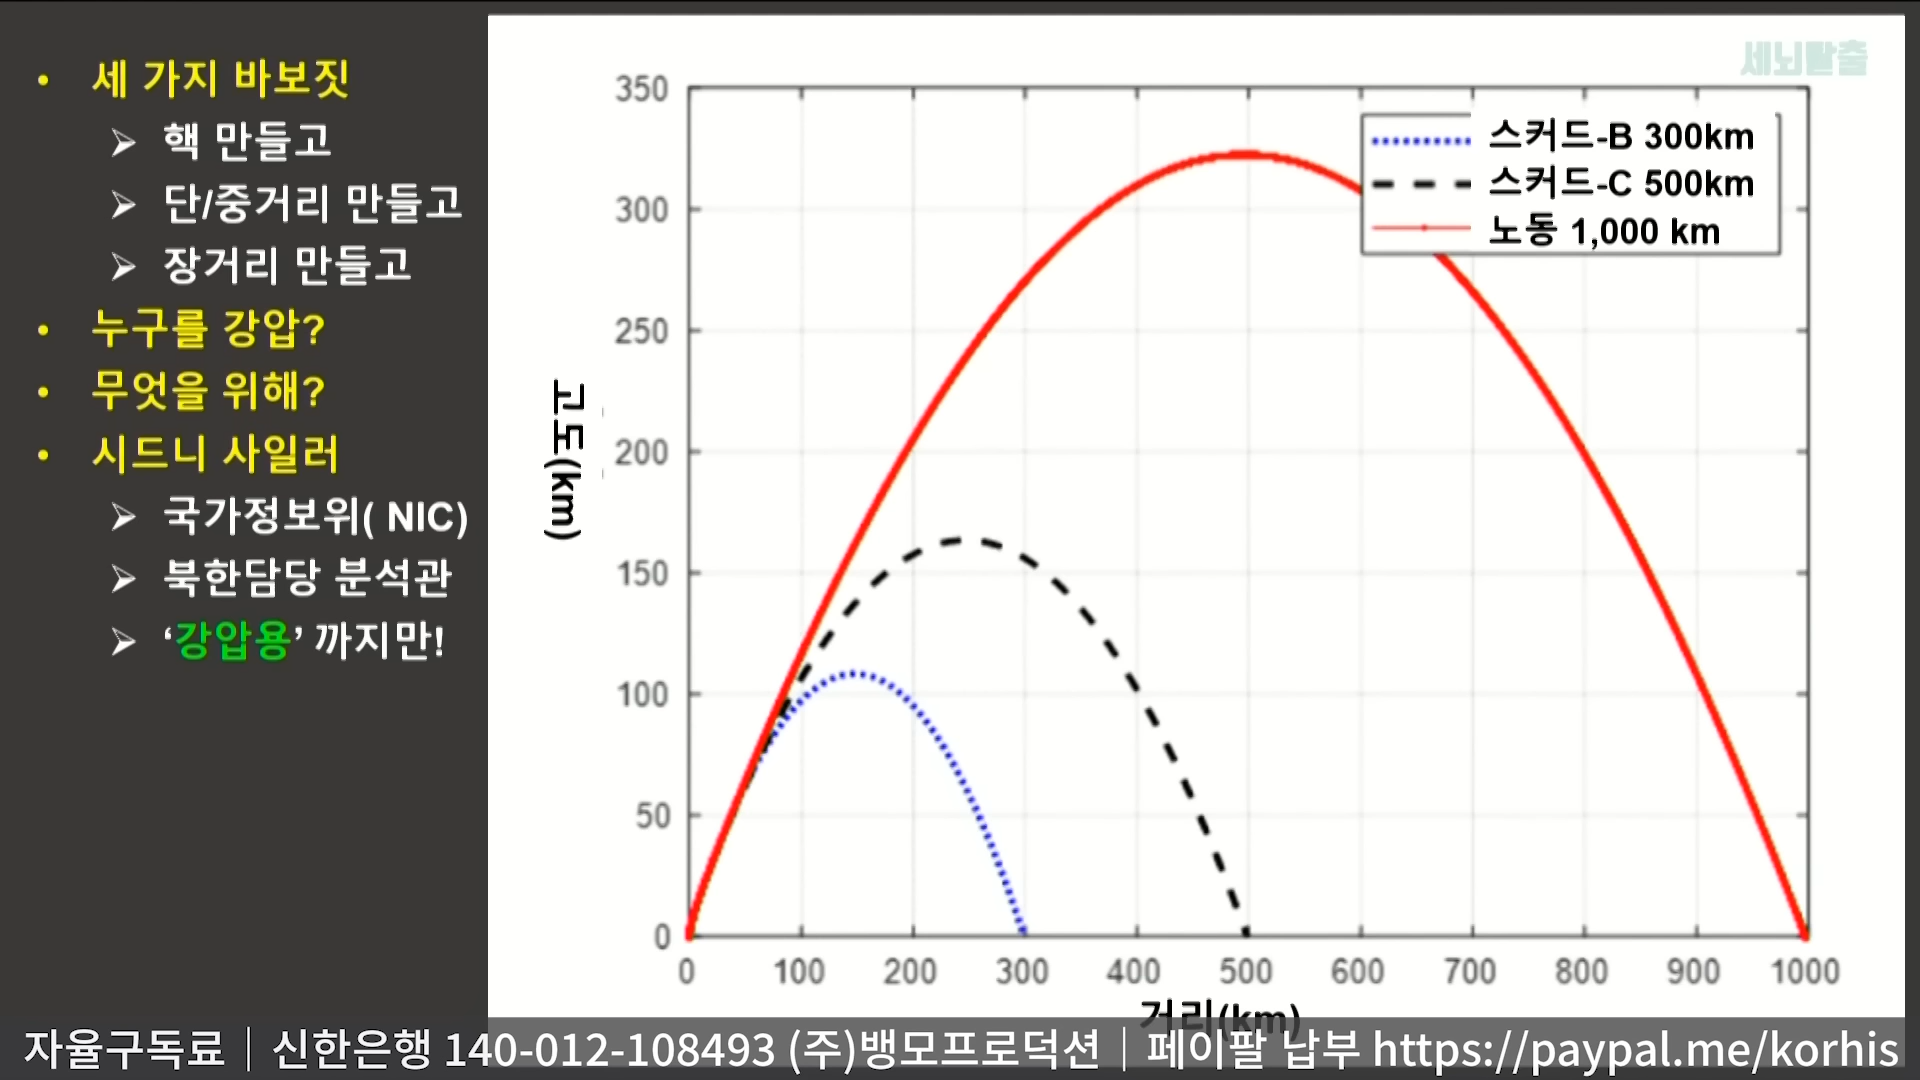 세 가지 바보짓
핵 만들고
단/중거리 만들고
장거리 만들고
누구를 강압?
무엇을 위해?
시드니 사일러
국가정보위( NIC)
북한담당 분석관
‘강압용’ 까지만!
세뇌탈출
350
300
250
200
150
100
50
0
고도(km)
스커드-B 300km
스커드-C 500km
노동 1,000 km
0 100 200 300 400 500 600 700 800 900 1000
거리(km)
자율구독료│신한은행 140-012-108493 (주)뱅모프로덕션│페이팔 납부 https://paypal.me/korhis